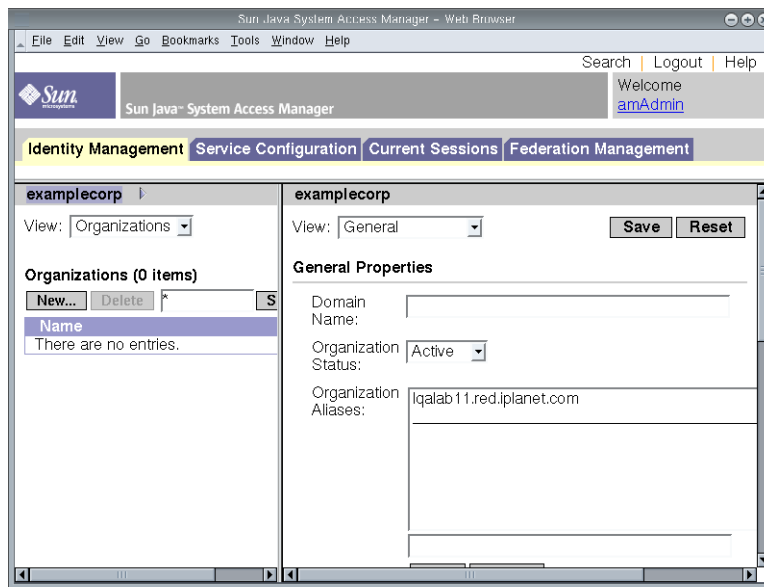 Sun Java System Access Manager - Web Browser
File Edit View Go Bookmarks Tools Window Help
Search | Logout | Help
Sun
microsystems
Sun Java™ System Access Manager
Welcome
amAdmin
Identity Management
Service Configuration
Current Sessions
Federation Management
examplecorp
View: Organizations
Organizations (0 items)
New... Delete * S
Name
There are no entries.
examplecorp
View: General Save Reset
General Properties
Domain
Name:
Organization
Status: Active
Organization
Aliases:
lqalab11.red.iplanet.com